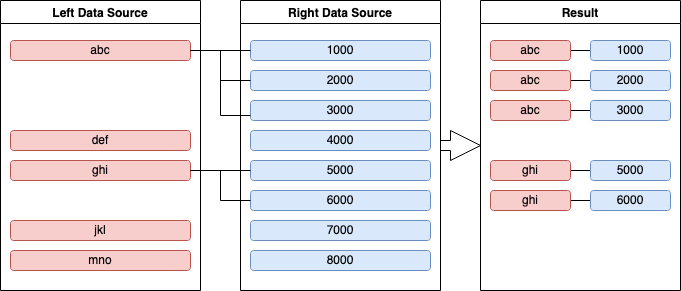 Left Data Source
abc
def
ghi
jkl
mno
Right Data Source
1000
2000
3000
4000
5000
6000
7000
8000
Result
abc 1000
abc 2000
abc 3000
ghi 5000
ghi 6000